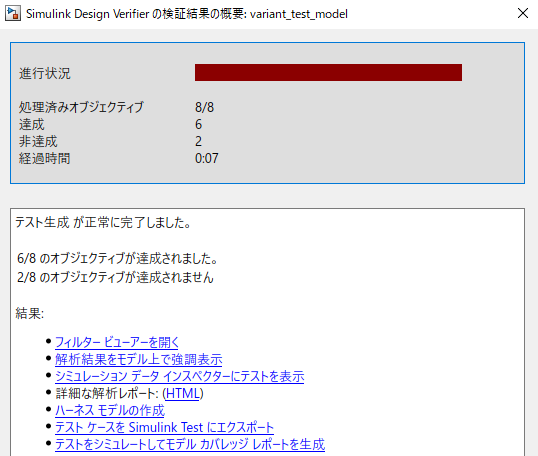 Simulink Design Verifier の検証結果の概要: variant_test_model
進行状況
処理済みオブジェクティブ 8/8
達成 6
非達成 2
経過時間 0:07
テスト生成 が正常に完了しました。
6/8 のオブジェクティブが達成されました。
2/8 のオブジェクティブが達成されません
結果:
• フィルター ビューアーを開く
• 解析結果をモデル上で強調表示
• シミュレーション データ インスペクターにテストを表示
• 詳細な解析レポート: (HTML)
• ハーネス モデルの作成
• テスト ケースを Simulink Test にエクスポート
• テストをシミュレートしてモデル カバレッジ レポートを生成